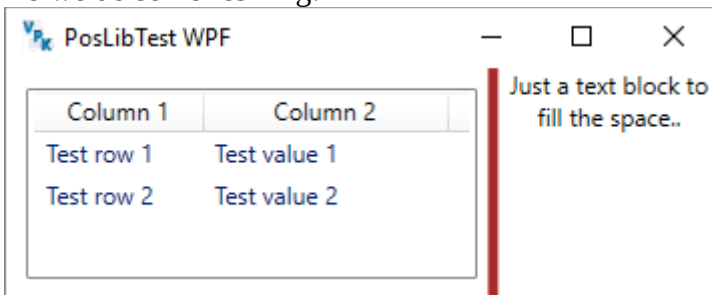 VPK PosLibTest WPF
Column 1 Column 2
Test row 1 Test value 1
Test row 2 Test value 2
Just a text block to
fill the space..